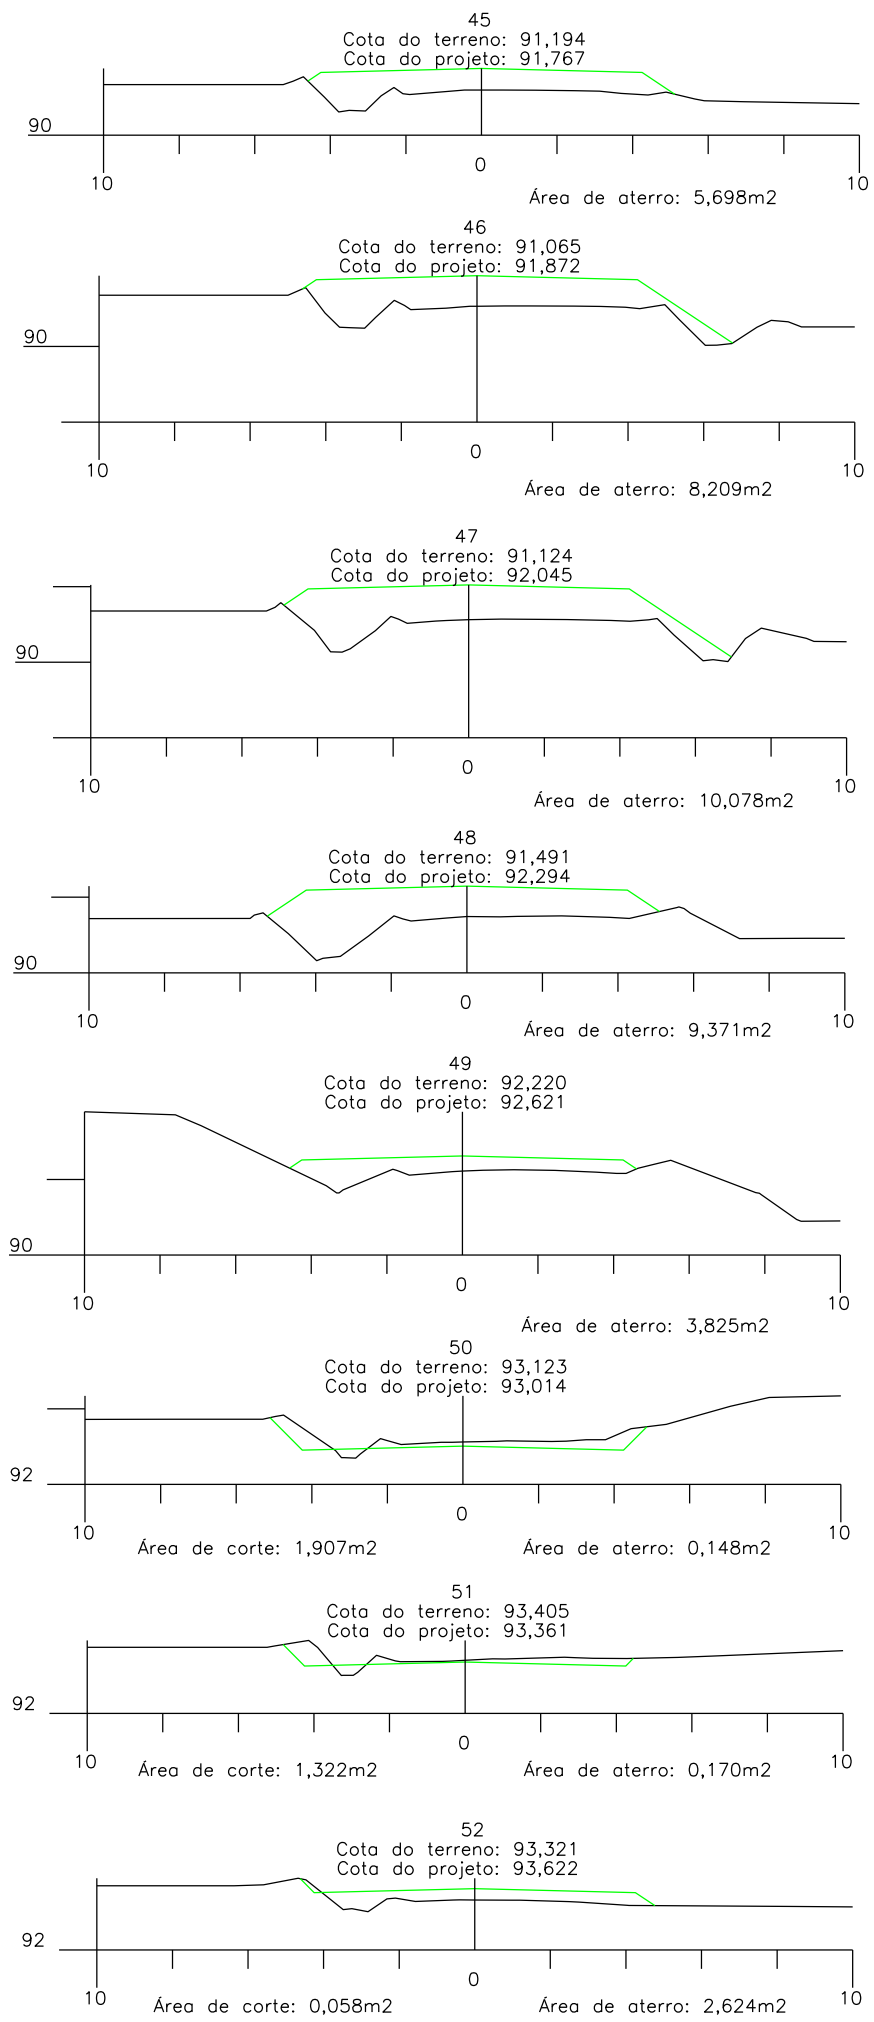 45
Cota do terreno: 91,194
Cota do projeto: 91,767
90
0
10
10
Área de aterro: 5,698m2
46
Cota do terreno: 91,065
Cota do projeto: 91,872
90
0
10
10
Área de aterro: 8,209m2
47
Cota do terreno: 91,124
Cota do projeto: 92,045
90
0
10
10
Área de aterro: 10,078m2
48
Cota do terreno: 91,491
Cota do projeto: 92,294
90
0
10
10
Área de aterro: 9,371m2
49
Cota do terreno: 92,220
Cota do projeto: 92,621
90
0
10
10
Área de aterro: 3,825m2
50
Cota do terreno: 93,123
Cota do projeto: 93,014
92
0
10
10
Área de corte: 1,907m2 Área de aterro: 0,148m2
51
Cota do terreno: 93,405
Cota do projeto: 93,361
92
0
10
10
Área de corte: 1,322m2 Área de aterro: 0,170m2
52
Cota do terreno: 93,321
Cota do projeto: 93,622
92
0
10
10
Área de corte: 0,058m2 Área de aterro: 2,624m2